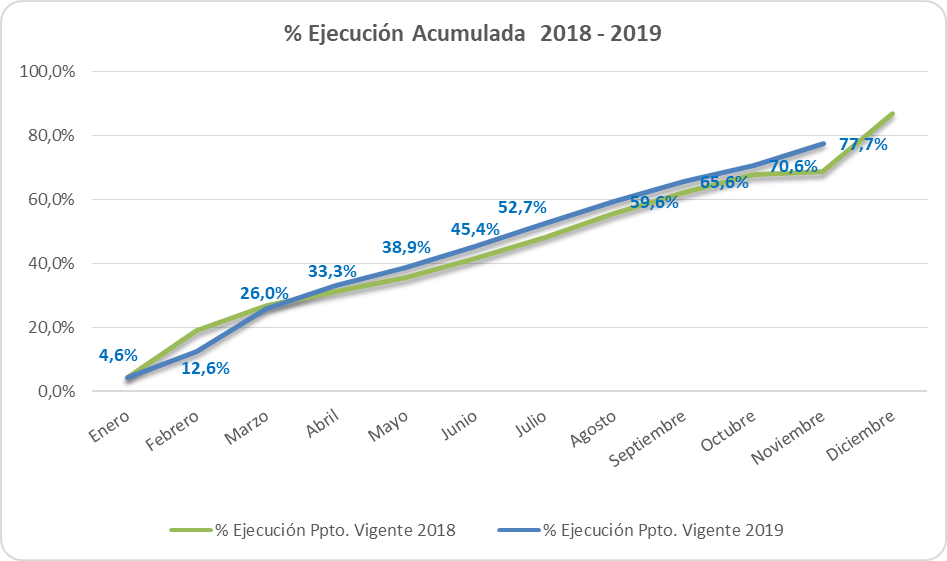 % Ejecución Acumulada 2018 - 2019
100,0%
80,0%
60,0%
40,0%
20,0%
0,0%
4,6%
12,6%
26,0%
33,3%
38,9%
45,4%
52,7%
59,6%
65,6%
70,6%
77,7%
Enero
Febrero
Marzo
Abril
Mayo
Junio
Julio
Agosto
Septiembre
Octubre
Noviembre
Diciembre
% Ejecución Ppto. Vigente 2018
% Ejecución Ppto. Vigente 2019